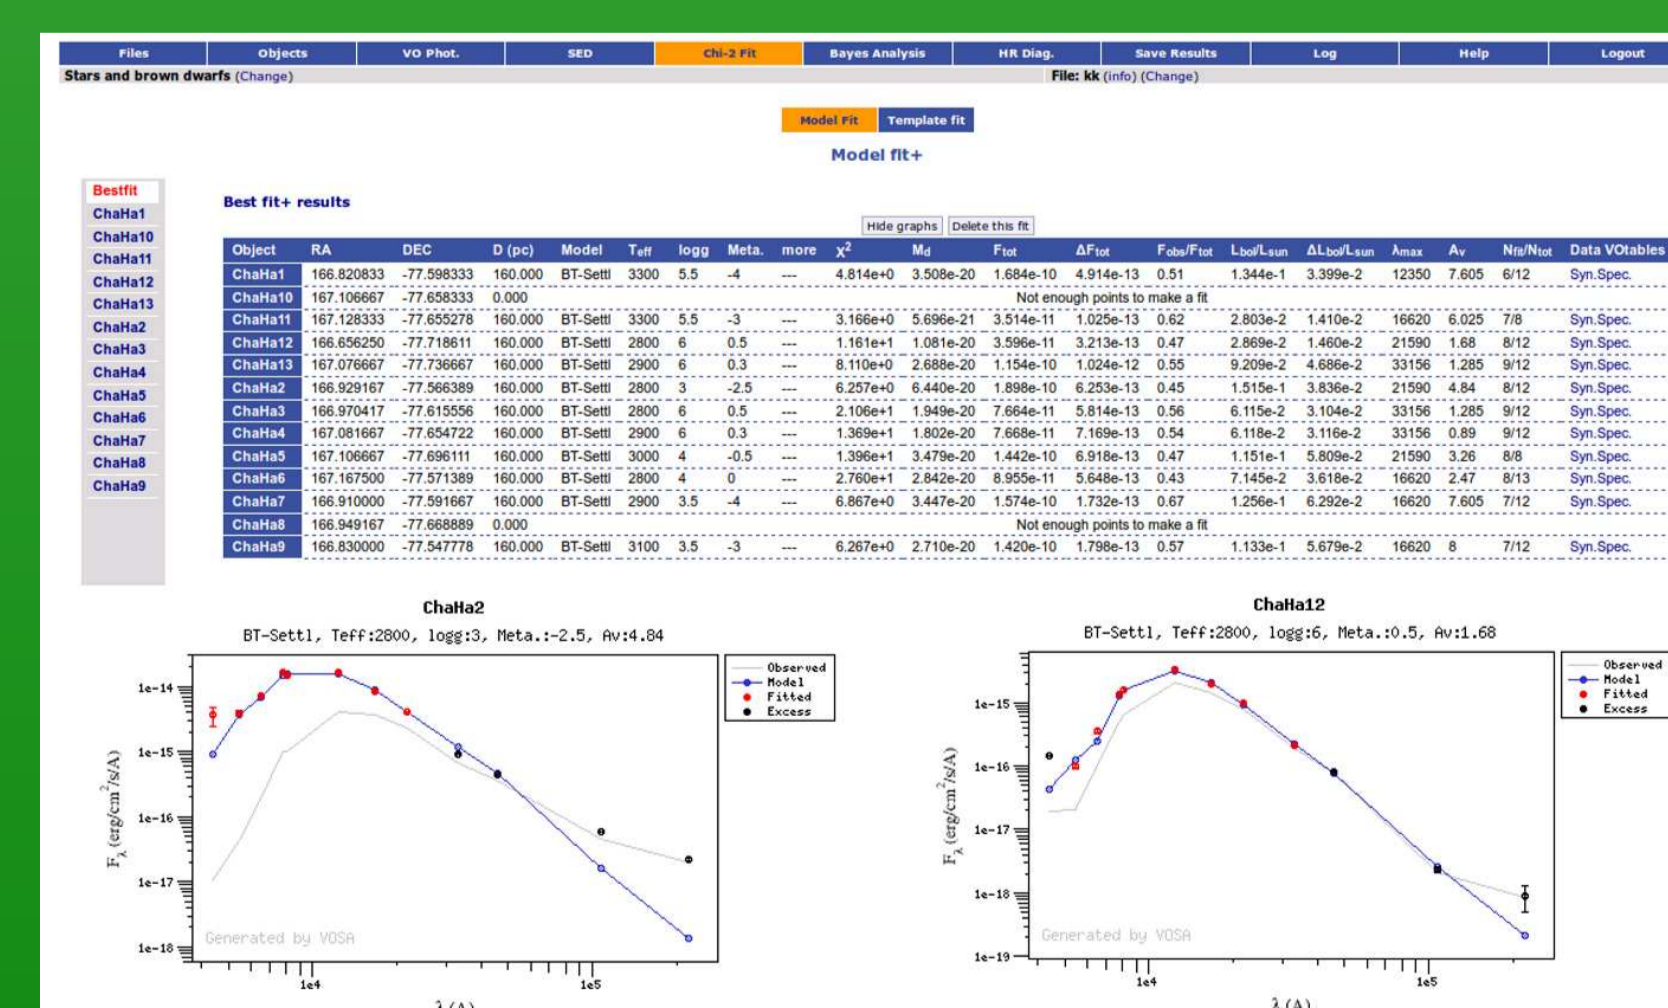 Files Objects VO Phot. SED Chi-2 Fit Bayes Analysis HR Diag. Save Results Log Help Logout
Stars and brown dwarfs (Change) File: kk (info) (Change)
Model Fit Template fit
Model fit+
Bestfit
ChaHa1
ChaHa10
ChaHa11
ChaHa12
ChaHa13
ChaHa2
ChaHa3
ChaHa4
ChaHa5
ChaHa6
ChaHa7
ChaHa8
ChaHa9
Best fit+ results
Hide graphs Delete this fit
Object RA DEC D (pc) Model Teff logg Meta. more χ² Md Ftot ΔFtot Fobs/Ftot Lbol/Lsun ΔLbol/Lsun λmax Av Nfit/Ntot Data VOtables
ChaHa1 166.820833 -77.598333 160.000 BT-Settl 3300 5.5 -4 --- 4.814e+0 3.508e-20 1.684e-10 4.914e-13 0.51 1.344e-1 3.399e-2 12350 7.605 6/12 Syn.Spec.
ChaHa10 167.106667 -77.658333 0.000 Not enough points to make a fit
ChaHa11 167.128333 -77.655278 160.000 BT-Settl 3300 5.5 -3 --- 3.166e+0 5.696e-21 3.514e-11 1.025e-13 0.62 2.803e-2 1.410e-2 16620 6.025 7/8 Syn.Spec.
ChaHa12 166.656250 -77.718611 160.000 BT-Settl 2800 6 0.5 --- 1.161e+1 1.081e-20 3.596e-11 3.213e-13 0.47 2.869e-2 1.460e-2 21590 1.68 8/12 Syn.Spec.
ChaHa13 167.076667 -77.736667 160.000 BT-Settl 2900 6 0.3 --- 8.110e+0 2.688e-20 1.154e-10 1.024e-12 0.55 9.209e-2 4.686e-2 33156 1.285 9/12 Syn.Spec.
ChaHa2 166.929167 -77.566389 160.000 BT-Settl 2800 3 -2.5 --- 6.257e+0 6.440e-20 1.898e-10 6.253e-13 0.45 1.515e-1 3.836e-2 21590 4.84 8/12 Syn.Spec.
ChaHa3 166.970417 -77.615556 160.000 BT-Settl 2800 6 0.5 --- 2.106e+1 1.949e-20 7.664e-11 5.814e-13 0.56 6.115e-2 3.104e-2 33156 1.285 9/12 Syn.Spec.
ChaHa4 167.081667 -77.654722 160.000 BT-Settl 2900 6 0.3 --- 1.369e+1 1.802e-20 7.668e-11 7.169e-13 0.54 6.118e-2 3.116e-2 33156 0.89 9/12 Syn.Spec.
ChaHa5 167.106667 -77.696111 160.000 BT-Settl 3000 4 -0.5 --- 1.396e+1 3.479e-20 1.442e-10 6.918e-13 0.47 1.151e-1 5.809e-2 21590 3.26 8/8 Syn.Spec.
ChaHa6 167.167500 -77.571389 160.000 BT-Settl 2800 4 0 --- 2.760e+1 2.842e-20 8.955e-11 5.648e-13 0.43 7.145e-2 3.618e-2 16620 2.47 8/13 Syn.Spec.
ChaHa7 166.910000 -77.591667 160.000 BT-Settl 2900 3.5 -4 --- 6.867e+0 3.447e-20 1.574e-10 1.732e-13 0.67 1.256e-1 6.292e-2 16620 7.605 7/12 Syn.Spec.
ChaHa8 166.949167 -77.668889 0.000 Not enough points to make a fit
ChaHa9 166.830000 -77.547778 160.000 BT-Settl 3100 3.5 -3 --- 6.267e+0 2.710e-20 1.420e-10 1.798e-13 0.57 1.133e-1 5.679e-2 16620 8 7/12 Syn.Spec.
ChaHa2
BT-Settl, Teff:2800, logg:3, Meta.:-2.5, Av:4.84
Observed
Model
Fitted
Excess
1e-14
1e-15
1e-16
1e-17
1e-18
Fλ (erg/cm²/s/A)
Generated by VOSA
1e4 1e5
λ (A)
ChaHa12
BT-Settl, Teff:2800, logg:6, Meta.:0.5, Av:1.68
Observed
Model
Fitted
Excess
1e-15
1e-16
1e-17
1e-18
1e-19
Fλ (erg/cm²/s/A)
Generated by VOSA
1e4 1e5
λ (A)